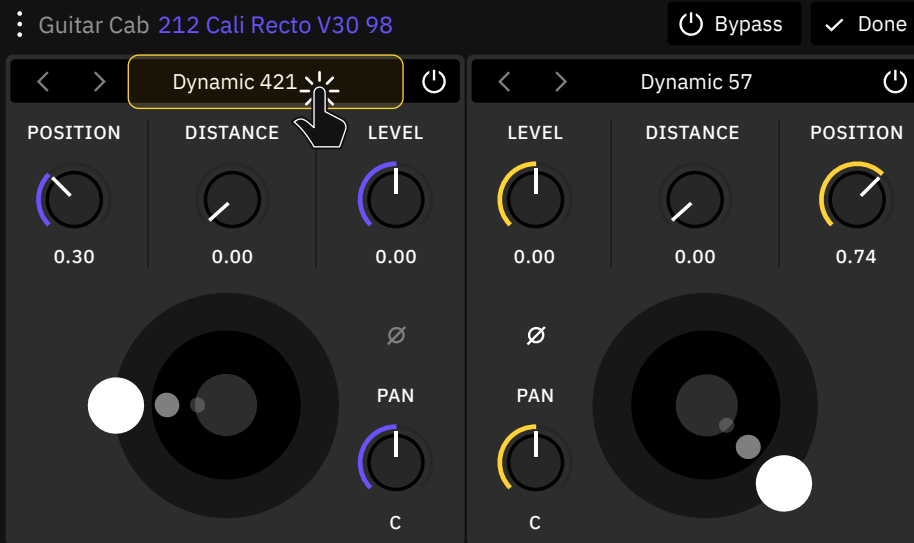 Guitar Cab 212 Cali Recto V30 98 Bypass Done
Dynamic 421 Dynamic 57
POSITION DISTANCE LEVEL LEVEL DISTANCE POSITION
0.30 0.00 0.00 0.00 0.00 0.74
Ø Ø
PAN PAN
C C